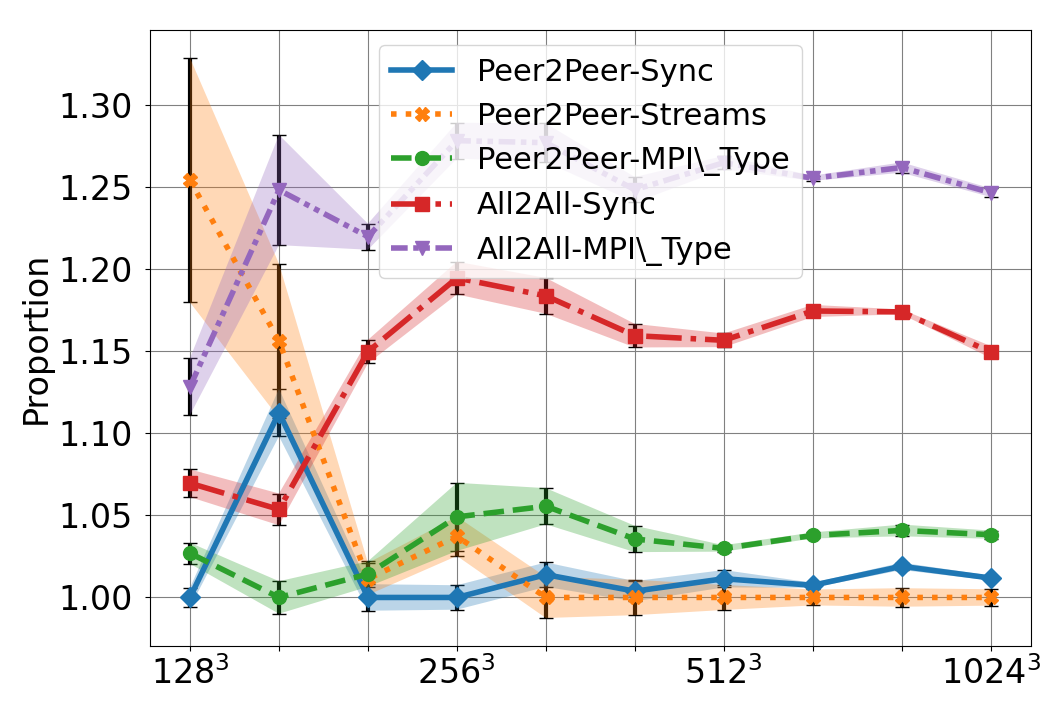 Proportion
1.30
1.25
1.20
1.15
1.10
1.05
1.00
Peer2Peer-Sync
Peer2Peer-Streams
Peer2Peer-MPI\_Type
All2All-Sync
All2All-MPI\_Type
128³ 256³ 512³ 1024³